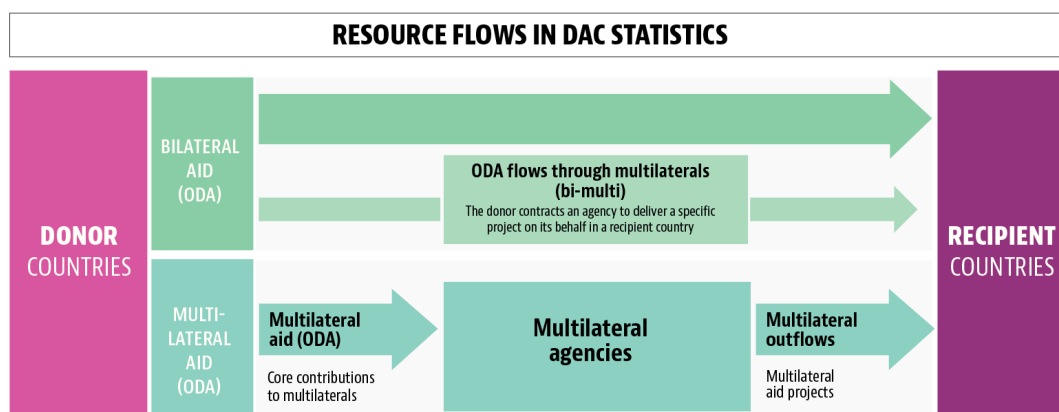 RESOURCE FLOWS IN DAC STATISTICS
DONOR
COUNTRIES
BILATERAL
AID
(ODA)
ODA flows through multilaterals
(bi-multi)
The donor contracts an agency to deliver a specific
project on its behalf in a recipient country
MULTI-
LATERAL
AID
(ODA)
Multilateral
aid (ODA)
Core contributions
to multilaterals
Multilateral
agencies
Multilateral
outflows
Multilateral
aid projects
RECIPIENT
COUNTRIES